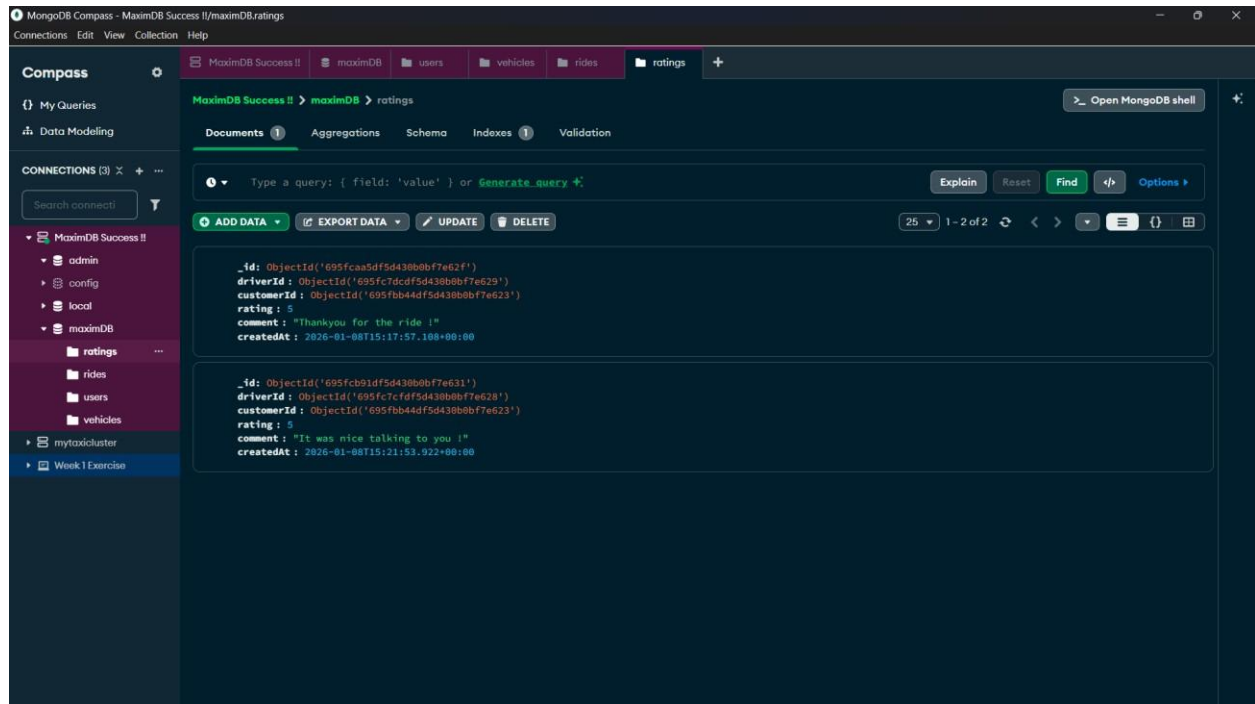 MongoDB Compass - MaximDB Success !!/maximDB.ratings
Connections Edit View Collection Help
Compass
{} My Queries
Data Modeling
CONNECTIONS (3)
Search connecti
MaximDB Success !!
admin
config
local
maximDB
ratings
rides
users
vehicles
mytaxicluster
Week 1 Exercise
MaximDB Success !! maximDB users vehicles rides ratings +
MaximDB Success !! > maximDB > ratings
>_ Open MongoDB shell
Documents 1 Aggregations Schema Indexes 1 Validation
Type a query: { field: 'value' } or Generate query
Explain Reset Find </> Options
ADD DATA EXPORT DATA UPDATE DELETE
25 1 - 2 of 2 {}
_id: ObjectId('695fcaa5df5d430b0bf7e62f')
driverId : ObjectId('695fc7dcdf5d430b0bf7e629')
customerId : ObjectId('695fbb44df5d430b0bf7e623')
rating : 5
comment : "Thankyou for the ride !"
createdAt : 2026-01-08T15:17:57.108+00:00
_id: ObjectId('695fcb91df5d430b0bf7e631')
driverId : ObjectId('695fc7cfdf5d430b0bf7e628')
customerId : ObjectId('695fbb44df5d430b0bf7e623')
rating : 5
comment : "It was nice talking to you !"
createdAt : 2026-01-08T15:21:53.922+00:00